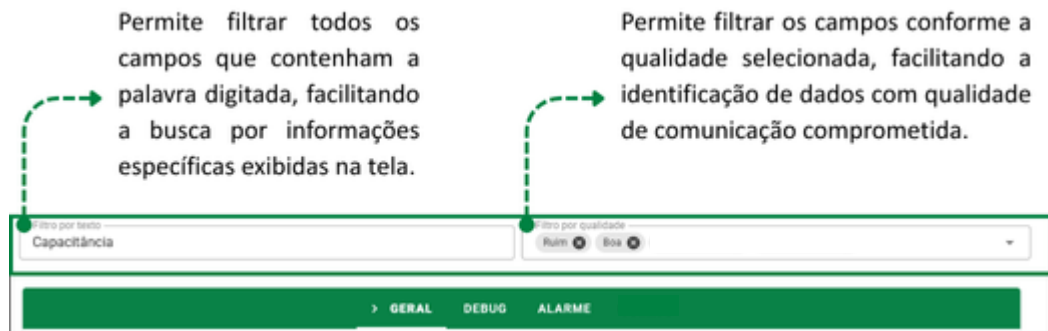 Permite filtrar todos os
campos que contenham a
palavra digitada, facilitando
a busca por informações
específicas exibidas na tela.
Permite filtrar os campos conforme a
qualidade selecionada, facilitando a
identificação de dados com qualidade
de comunicação comprometida.
Filtro por texto
Capacitância
Filtro por qualidade
Ruim Boa
> GERAL DEBUG ALARME